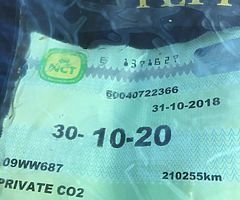 NCT
60040722366
31-10-2018
30- 10-20
09WW687
210255km
PRIVATE CO2